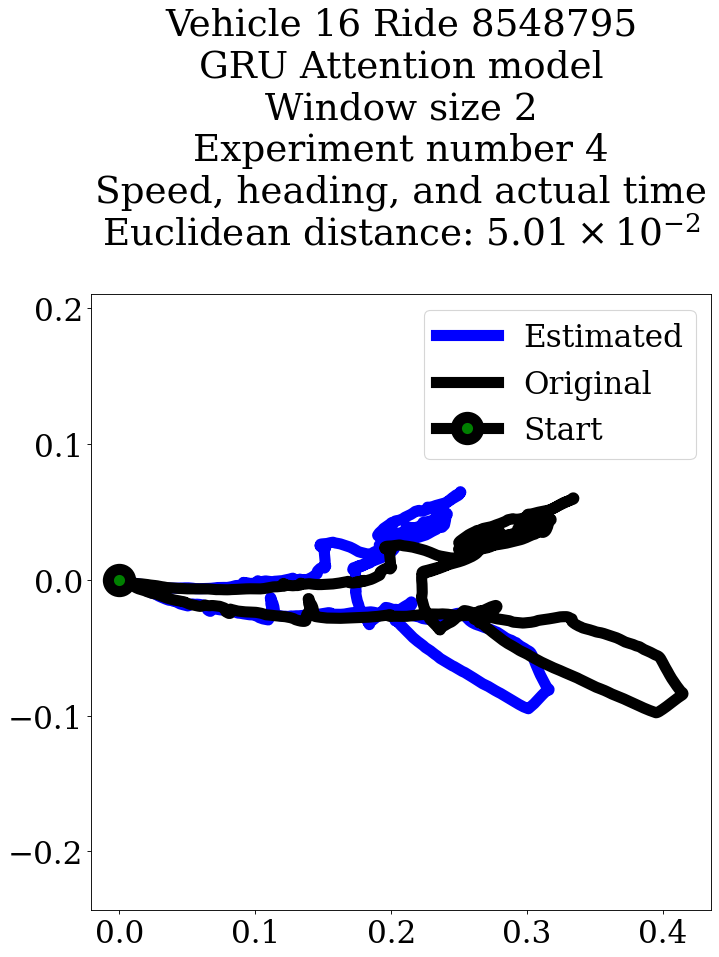 Vehicle 16 Ride 8548795
GRU Attention model
Window size 2
Experiment number 4
Speed, heading, and actual time
Euclidean distance: 5.01 × 10⁻²
Estimated
Original
Start
0.2
0.1
0.0
−0.1
−0.2
0.0 0.1 0.2 0.3 0.4